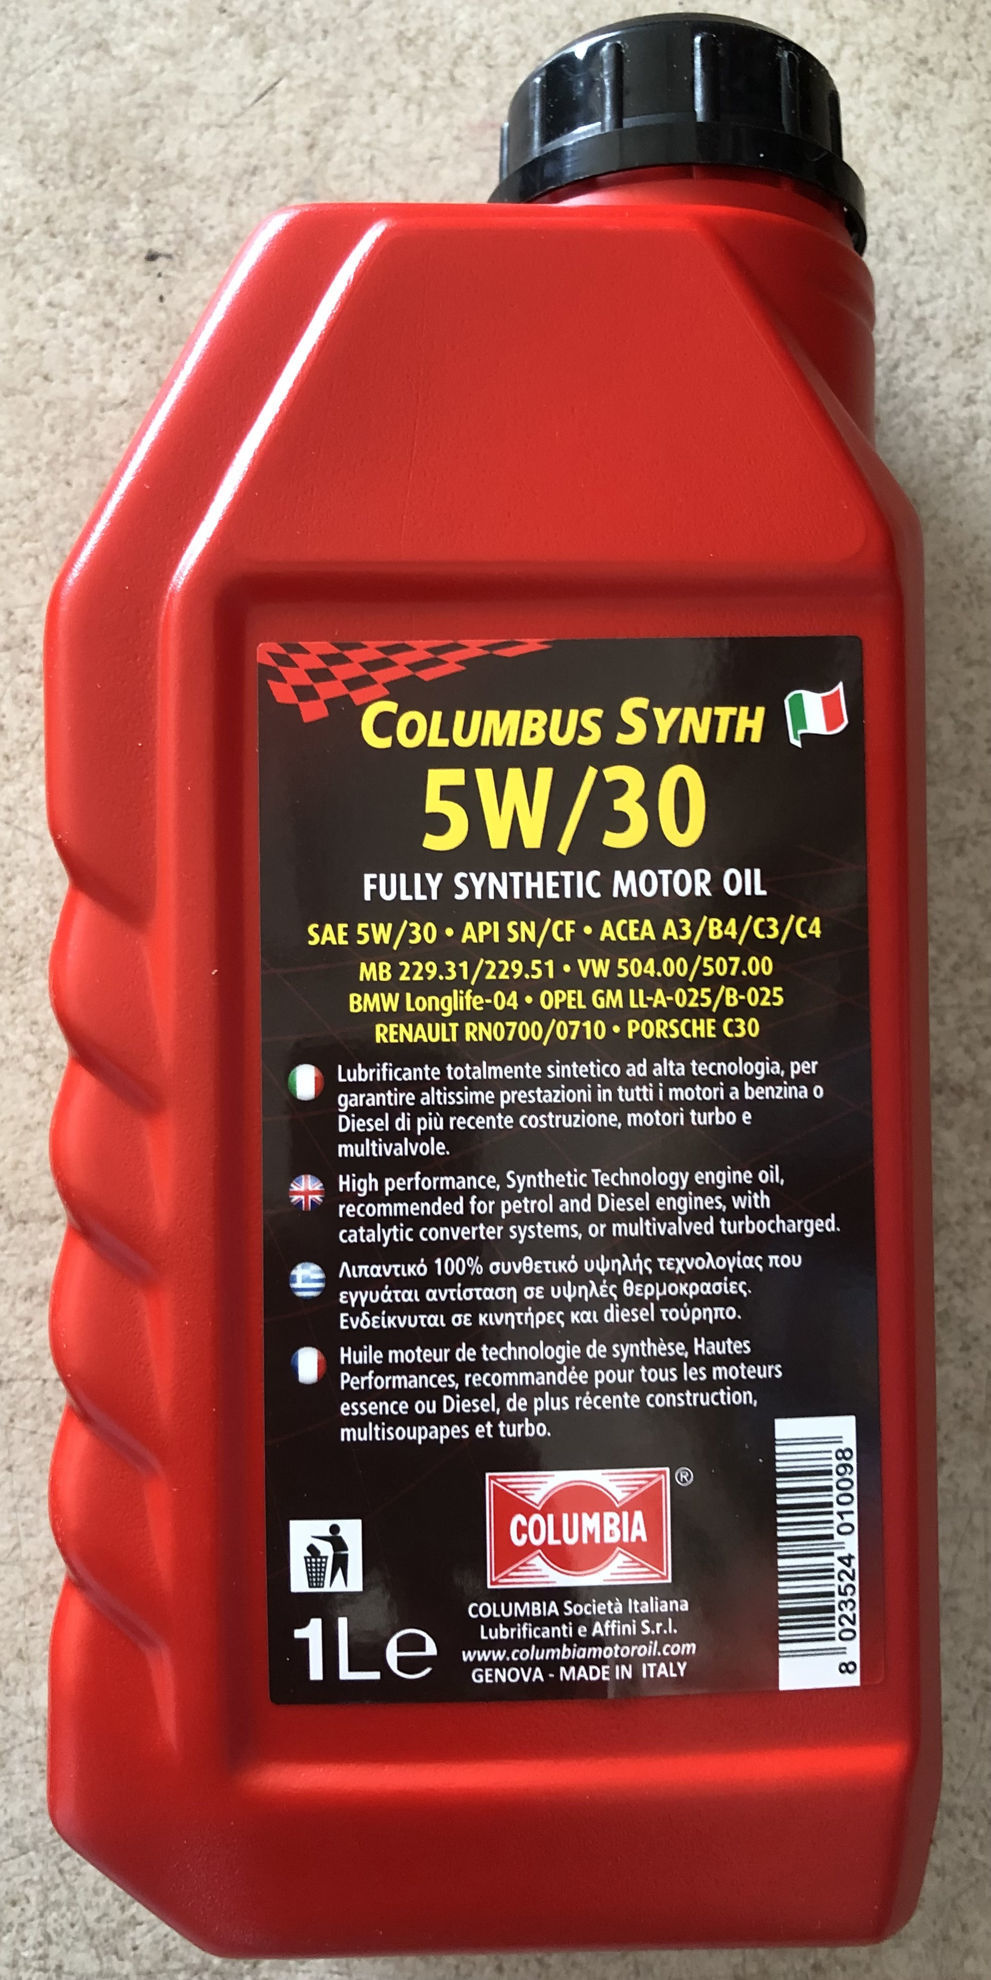 COLUMBUS SYNTH
5W/30
FULLY SYNTHETIC MOTOR OIL
SAE 5W/30 • API SN/CF • ACEA A3/B4/C3/C4
MB 229.31/229.51 • VW 504.00/507.00
BMW Longlife-04 • OPEL GM LL-A-025/B-025
RENAULT RN0700/0710 • PORSCHE C30
Lubrificante totalmente sintetico ad alta tecnologia, per
garantire altissime prestazioni in tutti i motori a benzina o
Diesel di più recente costruzione, motori turbo e
multivalvole.
High performance, Synthetic Technology engine oil,
recommended for petrol and Diesel engines, with
catalytic converter systems, or multivalved turbocharged.
Λιπαντικό 100% συνθετικό υψηλής τεχνολογίας που
εγγυάται αντίσταση σε υψηλές θερμοκρασίες.
Ενδείκνυται σε κινητήρες και diesel τούρηπο.
Huile moteur de technologie de synthèse, Hautes
Performances, recommandée pour tous les moteurs
essence ou Diesel, de plus récente construction,
multisoupapes et turbo.
COLUMBIA ®
COLUMBIA Società Italiana
Lubrificanti e Affini S.r.l.
www.columbiamotoroil.com
GENOVA - MADE IN ITALY
1L℮
8 023524 010098